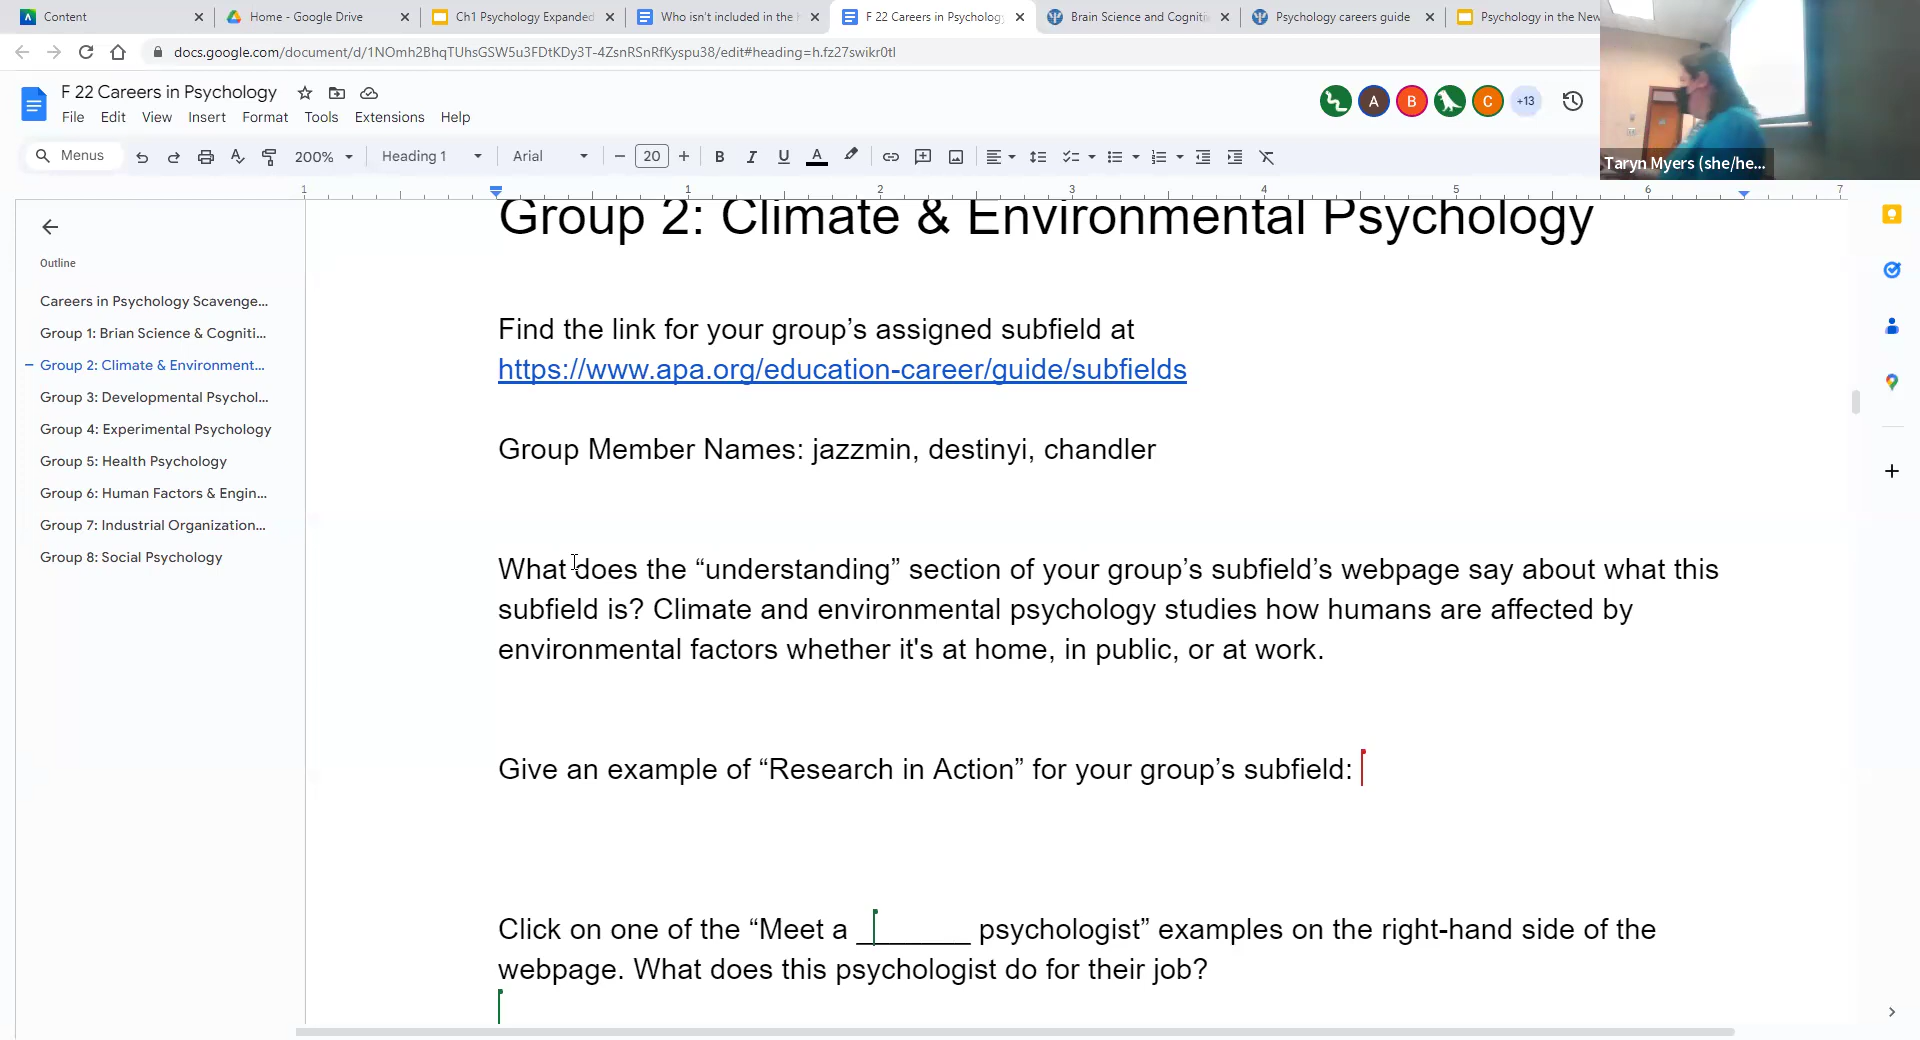 Content
Home - Google Drive
Ch1 Psychology Expanded
Who isn't included in the
F 22 Careers in Psychology
Brain Science and Cogniti
Psychology careers guide
Psychology in the New
docs.google.com/document/d/1NOmh2BhqTUhsGSW5u3FDtKDy3T-4ZsnRSnRfKyspu38/edit#heading=h.fz27swikr0tl
F 22 Careers in Psychology
A B C +13
File Edit View Insert Format Tools Extensions Help
Menus 200% Heading 1 Arial 20
Taryn Myers (she/he...
1 1 2 3 4 5 6 7
Outline
Careers in Psychology Scavenge...
Group 1: Brian Science & Cogniti...
Group 2: Climate & Environment...
Group 3: Developmental Psychol...
Group 4: Experimental Psychology
Group 5: Health Psychology
Group 6: Human Factors & Engin...
Group 7: Industrial Organization...
Group 8: Social Psychology
Group 2: Climate & Environmental Psychology
Find the link for your group’s assigned subfield at
https://www.apa.org/education-career/guide/subfields
Group Member Names: jazzmin, destinyi, chandler
What does the “understanding” section of your group’s subfield’s webpage say about what this
subfield is? Climate and environmental psychology studies how humans are affected by
environmental factors whether it's at home, in public, or at work.
Give an example of “Research in Action” for your group’s subfield:
Click on one of the “Meet a _______ psychologist” examples on the right-hand side of the
webpage. What does this psychologist do for their job?